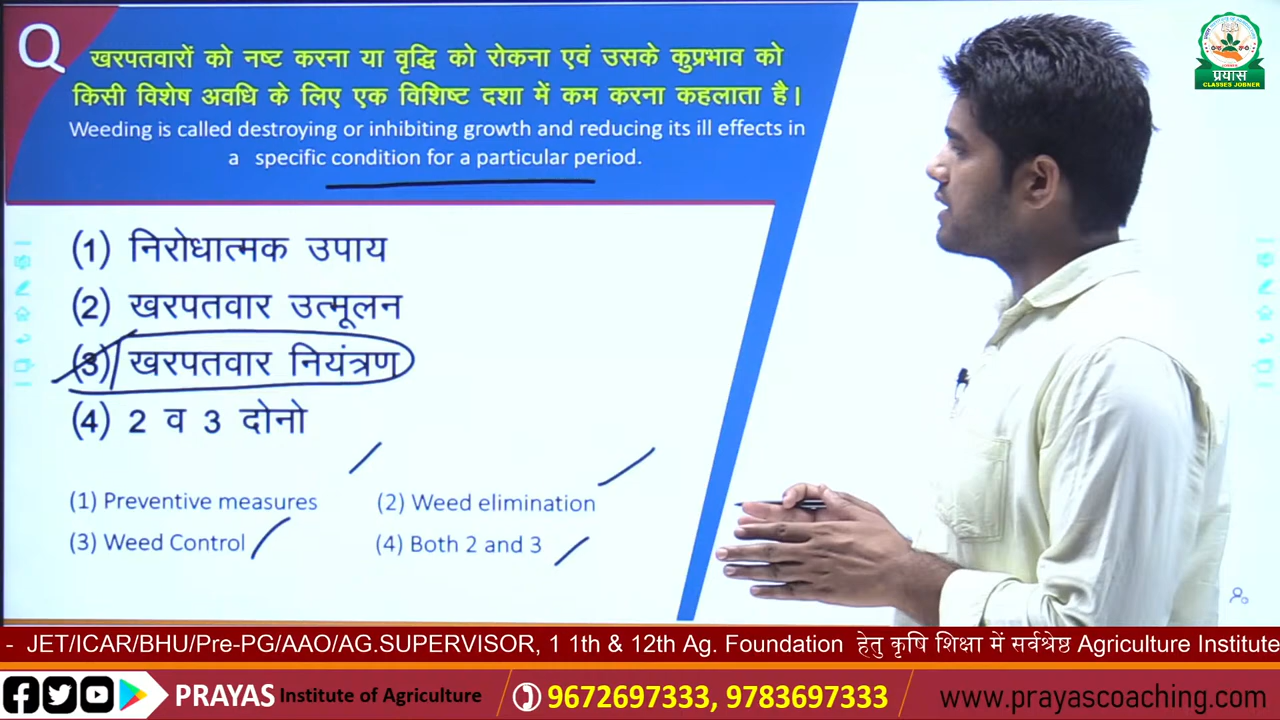 Q
खरपतवारों को नष्ट करना या वृद्धि को रोकना एवं उसके कुप्रभाव को
किसी विशेष अवधि के लिए एक विशिष्ट दशा में कम करना कहलाता है।
Weeding is called destroying or inhibiting growth and reducing its ill effects in
a specific condition for a particular period.
(1) निरोधात्मक उपाय
(2) खरपतवार उत्मूलन
(3) खरपतवार नियंत्रण
(4) 2 व 3 दोनो
(1) Preventive measures (2) Weed elimination
(3) Weed Control (4) Both 2 and 3
प्रयास
CLASSES JOBNER
- JET/ICAR/BHU/Pre-PG/AAO/AG.SUPERVISOR, 1 1th & 12th Ag. Foundation हेतु कृषि शिक्षा में सर्वश्रेष्ठ Agriculture Institute
PRAYAS Institute of Agriculture 9672697333, 9783697333 www.prayascoaching.com